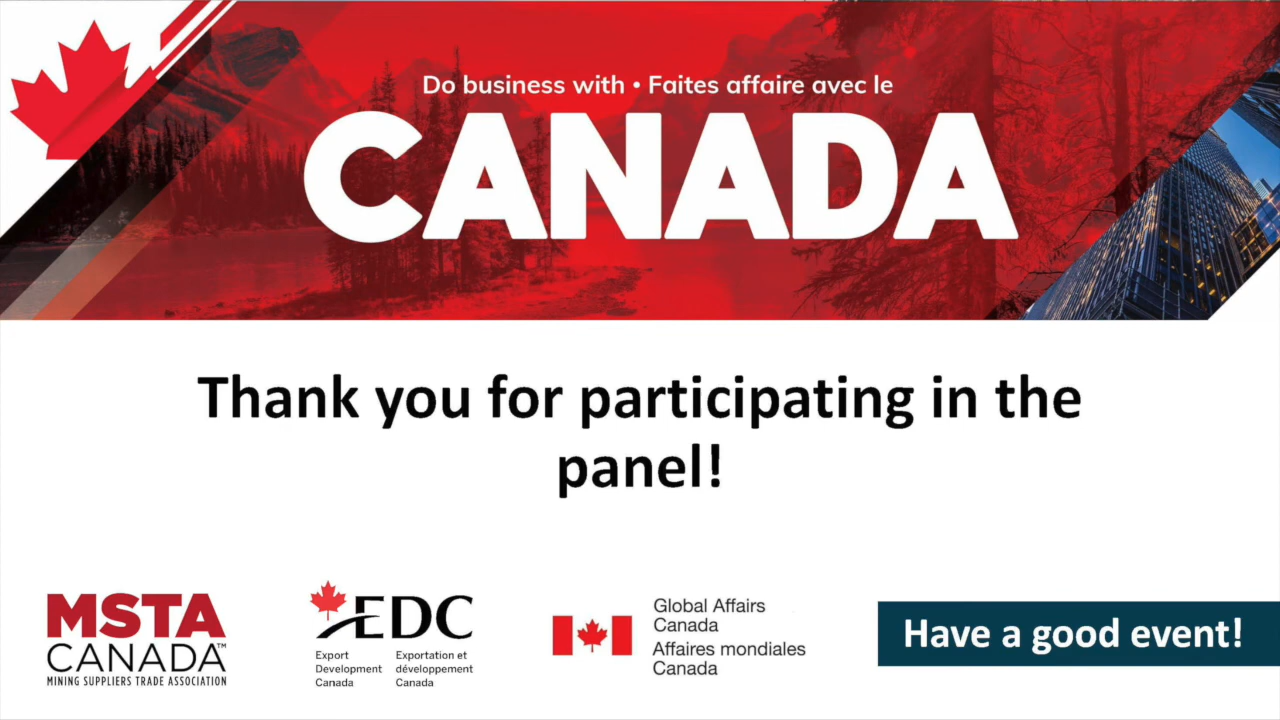 Do business with • Faites affaire avec le
CANADA
Thank you for participating in the
panel!
MSTA
CANADA™
MINING SUPPLIERS TRADE ASSOCIATION
EDC
Export
Development
Canada
Exportation et
développement
Canada
Global Affairs
Canada
Affaires mondiales
Canada
Have a good event!